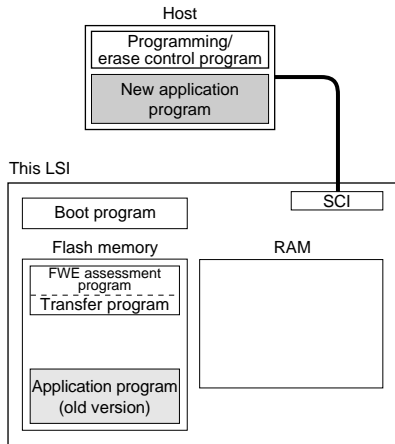 Host
Programming/
erase control program
New application
program
This LSI
SCI
Boot program
Flash memory
RAM
FWE assessment
program
Transfer program
Application program
(old version)